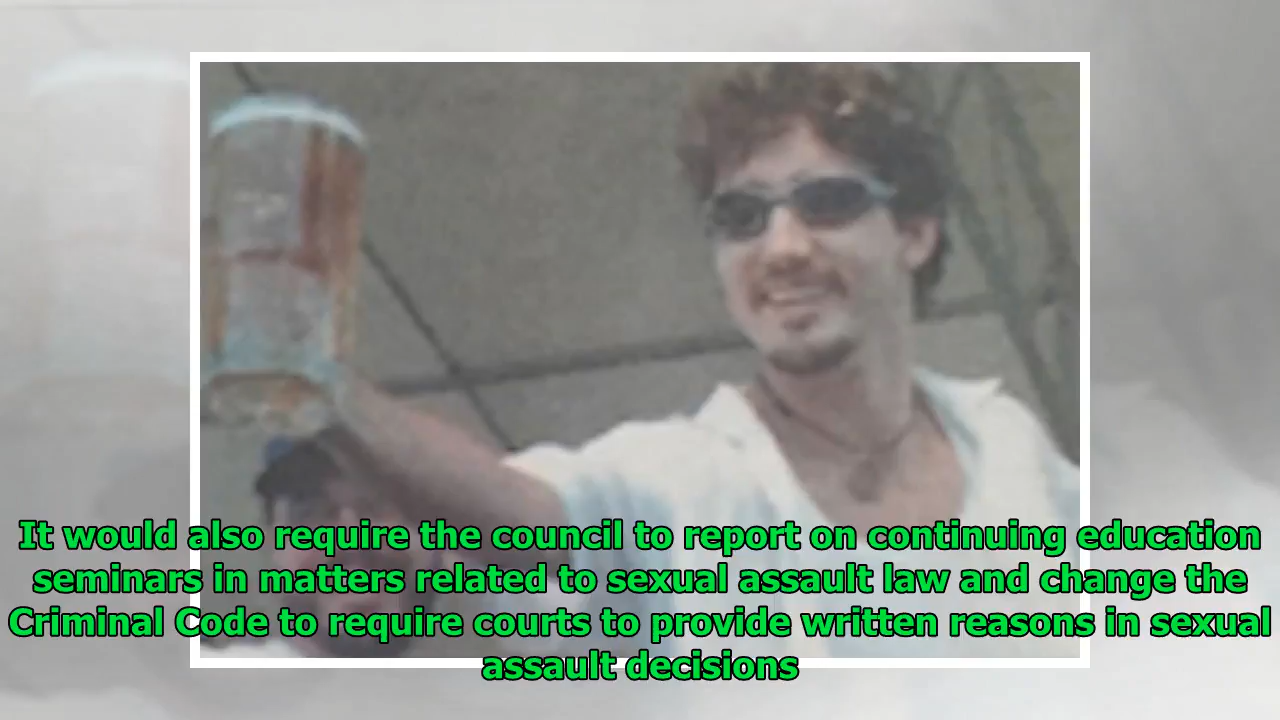 It would also require the council to report on continuing education
seminars in matters related to sexual assault law and change the
Criminal Code to require courts to provide written reasons in sexual
assault decisions